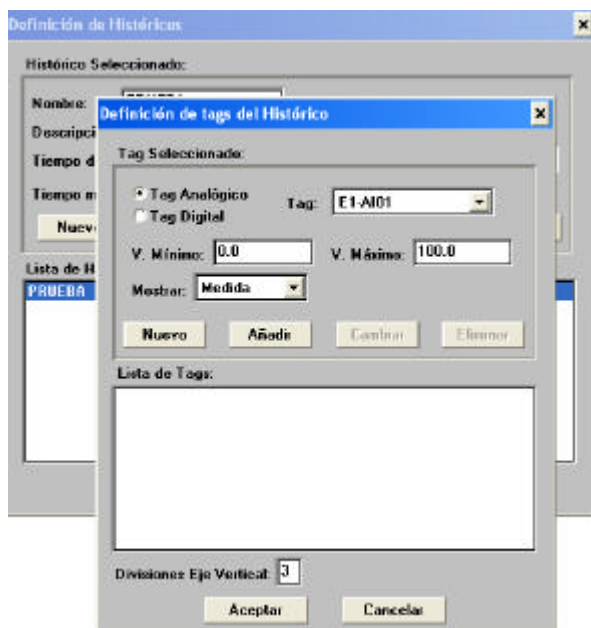 Definición de Históricos
Histórico Seleccionado:
Nombre: PRUEBA
Definición de tags del Histórico
Descripci
Tiempo d
Tiempo m
Nuev
Tag Seleccionado:
Tag Analógico
Tag Digital
Tag: E1-AI01
V. Mínimo: 0.0 V. Máximo: 100.0
Mostrar: Medida
Nuevo Añadir Cambiar Eliminar
Lista de H
PRUEBA
Lista de Tags:
Divisiones Eje Vertical: 3
Aceptar Cancelar